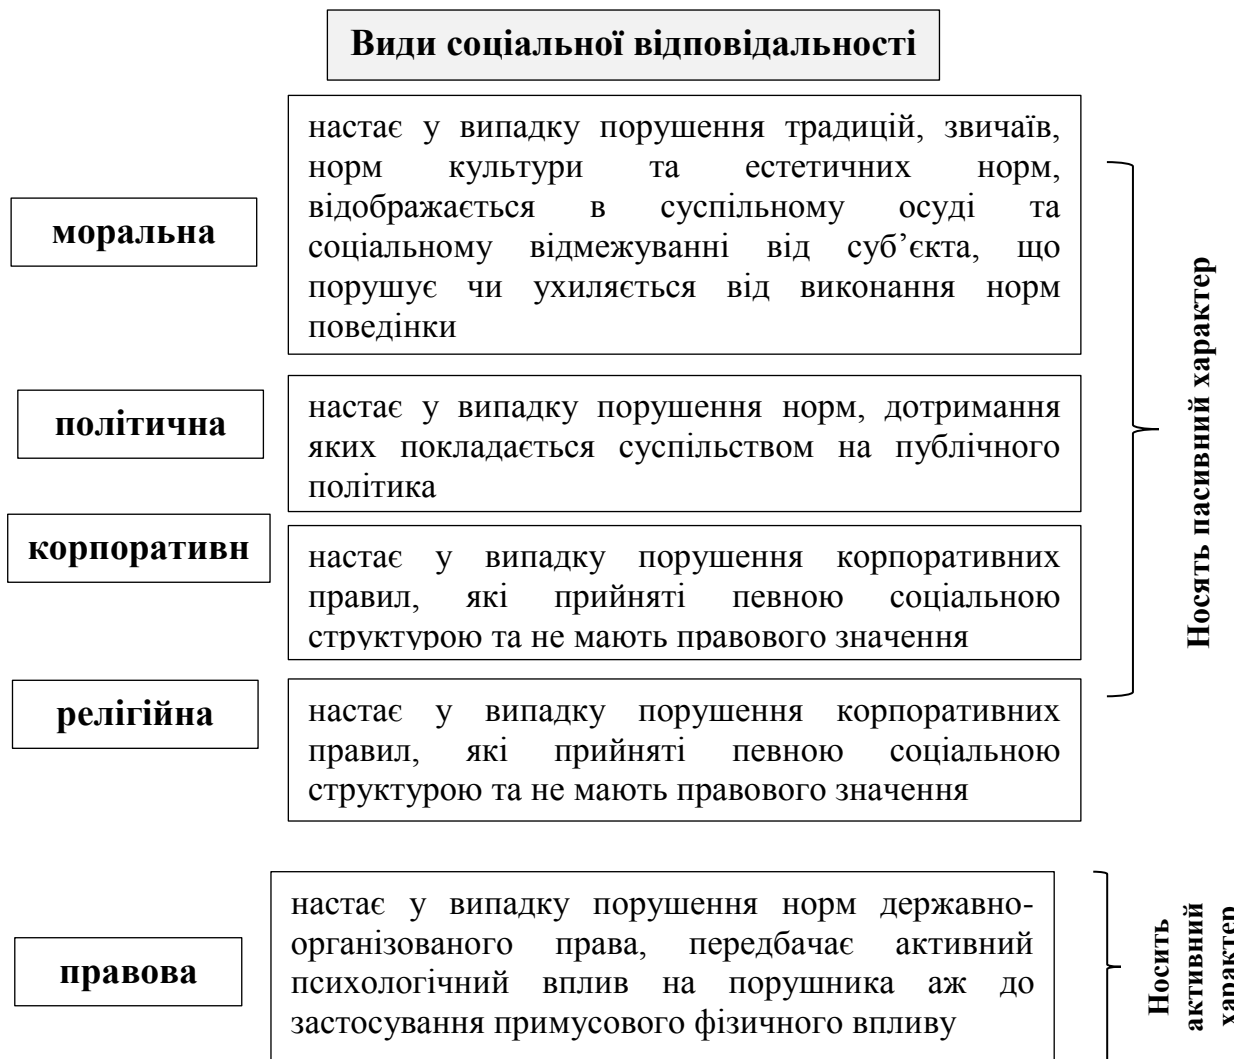 Види соціальної відповідальності
моральна
настає у випадку порушення традицій, звичаїв,
норм культури та естетичних норм,
відображається в суспільному осуді та
соціальному відмежуванні від суб’єкта, що
порушує чи ухиляється від виконання норм
поведінки
політична
настає у випадку порушення норм, дотримання
яких покладається суспільством на публічного
політика
корпоративн
настає у випадку порушення корпоративних
правил, які прийняті певною соціальною
структурою та не мають правового значення
релігійна
настає у випадку порушення корпоративних
правил, які прийняті певною соціальною
структурою та не мають правового значення
Носять пасивний характер
правова
настає у випадку порушення норм державно-
організованого права, передбачає активний
психологічний вплив на порушника аж до
застосування примусового фізичного впливу
Носить
активний
характер